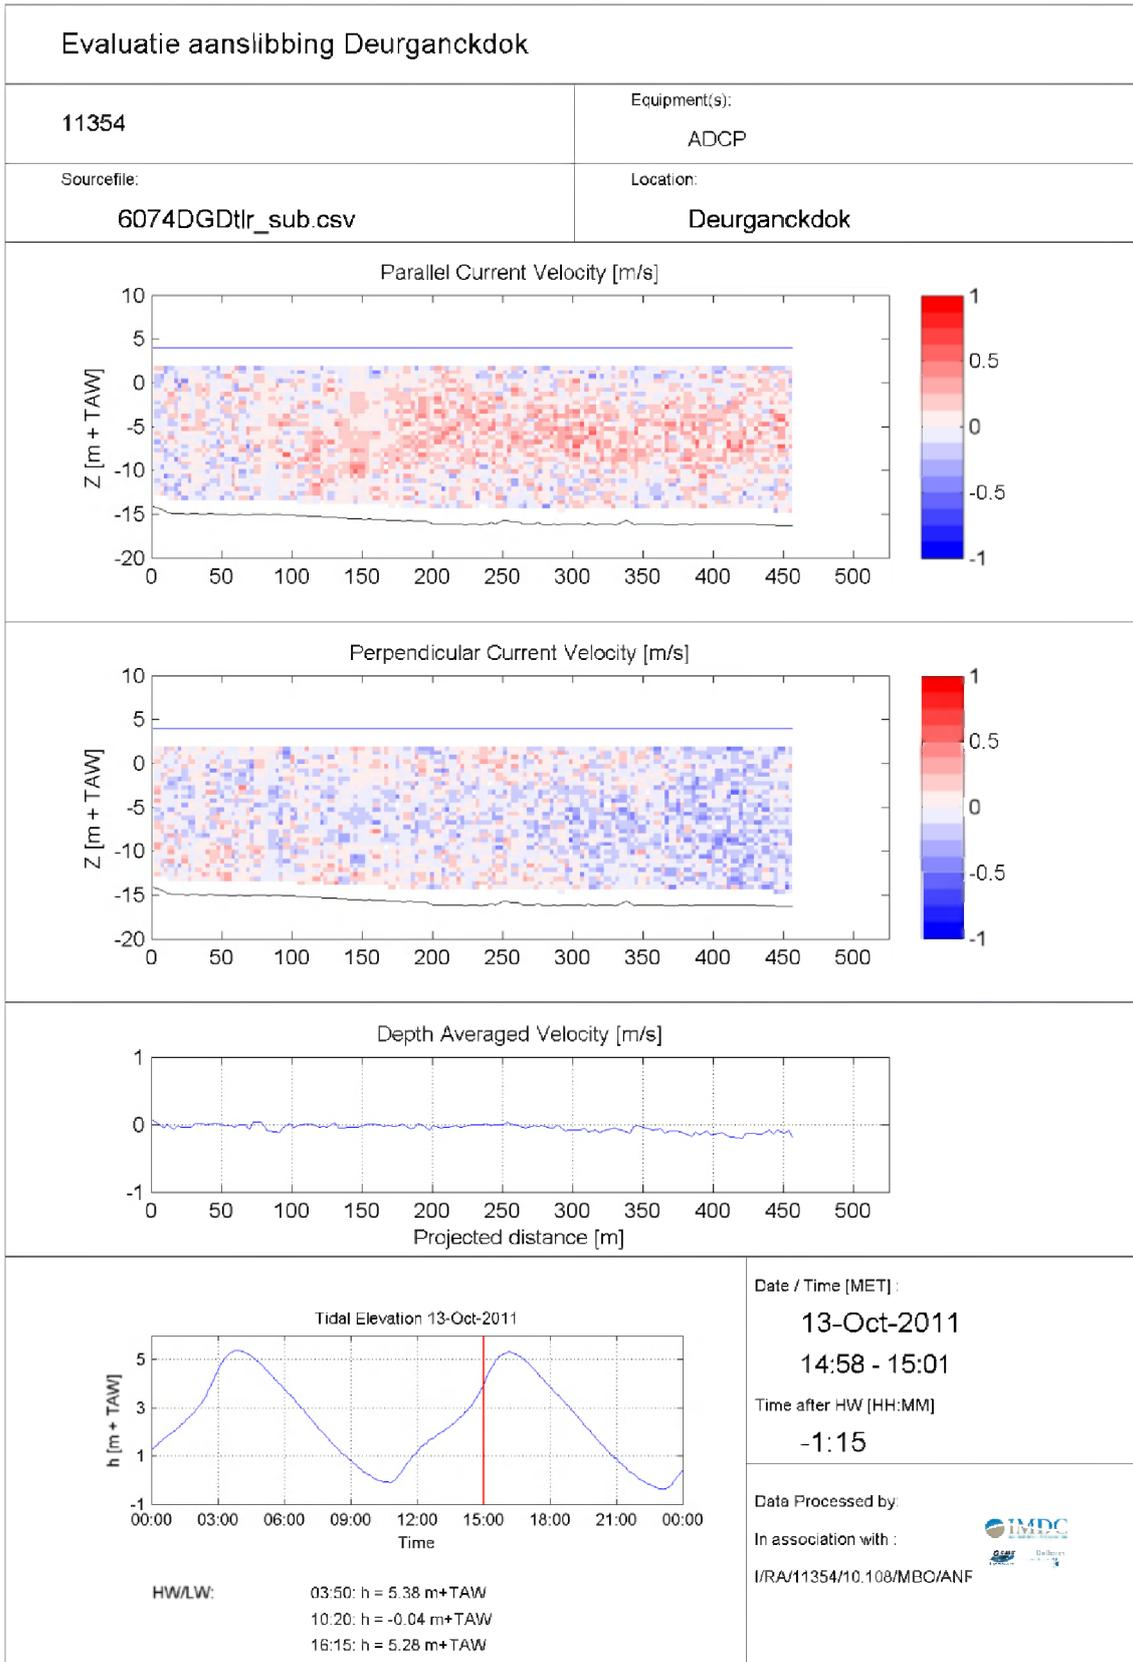 Evaluatie aanslibbing Deurganckdok
11354
Equipment(s):
ADCP
Sourcefile:
6074DGDtlr_sub.csv
Location:
Deurganckdok
Parallel Current Velocity [m/s]
10
5
0
-5
-10
-15
-20
Z [m + TAW]
0 50 100 150 200 250 300 350 400 450 500
1
0.5
0
-0.5
-1
Perpendicular Current Velocity [m/s]
10
5
0
-5
-10
-15
-20
Z [m + TAW]
0 50 100 150 200 250 300 350 400 450 500
1
0.5
0
-0.5
-1
Depth Averaged Velocity [m/s]
1
0
-1
0 50 100 150 200 250 300 350 400 450 500
Projected distance [m]
Tidal Elevation 13-Oct-2011
5
3
1
-1
h [m + TAW]
00:00 03:00 06:00 09:00 12:00 15:00 18:00 21:00 00:00
Time
HW/LW:
03:50: h = 5.38 m+TAW
10:20: h = -0.04 m+TAW
16:15: h = 5.28 m+TAW
Date / Time [MET] :
13-Oct-2011
14:58 - 15:01
Time after HW [HH:MM]
-1:15
Data Processed by:
IMDC
In association with :
I/RA/11354/10.108/MBO/ANF